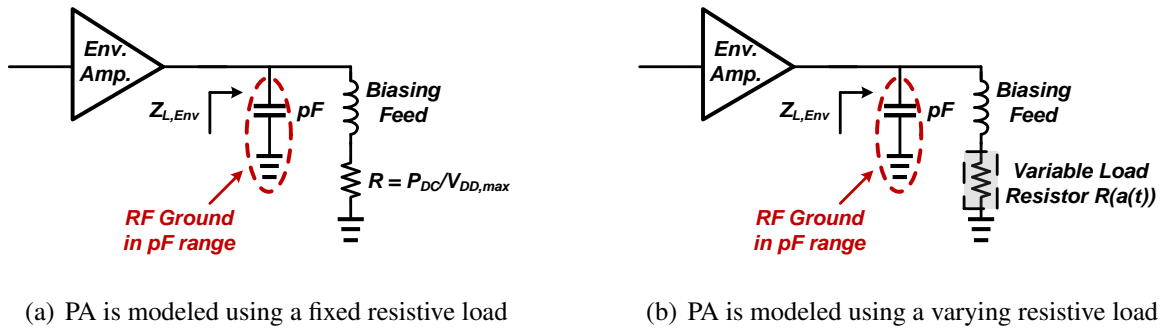 Env.
Amp.
Z_{L,Env}
pF
Biasing
Feed
R = P_{DC}/V_{DD,max}
RF Ground
in pF range
(a) PA is modeled using a fixed resistive load
Env.
Amp.
Z_{L,Env}
pF
Biasing
Feed
Variable Load
Resistor R(a(t))
RF Ground
in pF range
(b) PA is modeled using a varying resistive load